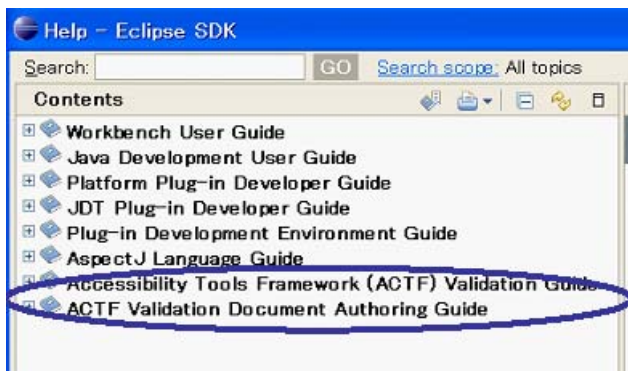 Help - Eclipse SDK
Search: GO Search scope: All topics
Contents
Workbench User Guide
Java Development User Guide
Platform Plug-in Developer Guide
JDT Plug-in Developer Guide
Plug-in Development Environment Guide
AspectJ Language Guide
Accessibility Tools Framework (ACTF) Validation Guide
ACTF Validation Document Authoring Guide